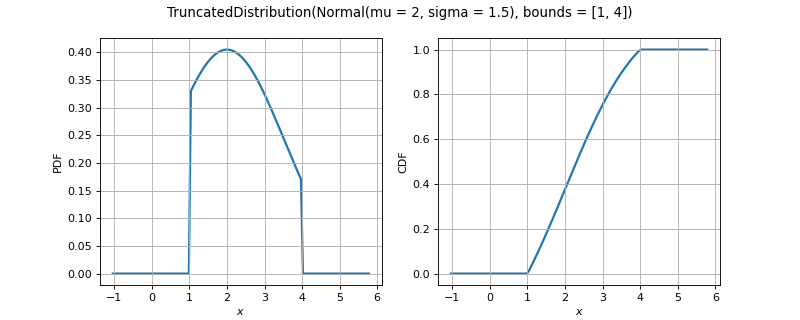 TruncatedDistribution(Normal(mu = 2, sigma = 1.5), bounds = [1, 4])
PDF
0.40
0.35
0.30
0.25
0.20
0.15
0.10
0.05
0.00
−1 0 1 2 3 4 5 6
x
CDF
1.0
0.8
0.6
0.4
0.2
0.0
−1 0 1 2 3 4 5 6
x